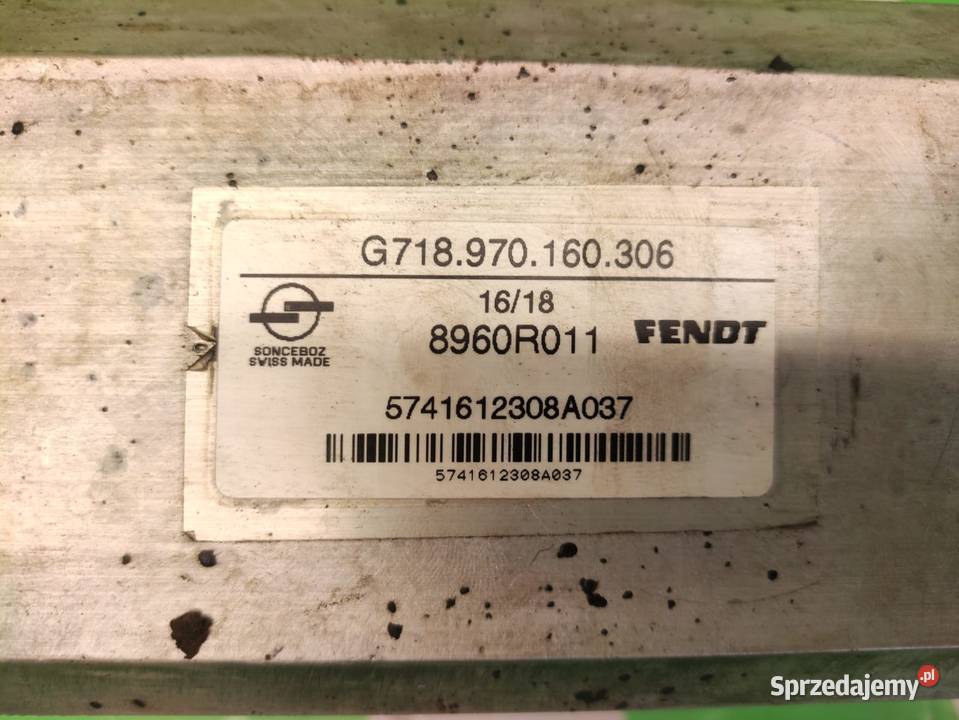 G718.970.160.306
16/18
8960R011
FENDT
SONCEBOZ
SWISS MADE
5741612308A037
5741612308A037
Sprzedajemy.pl